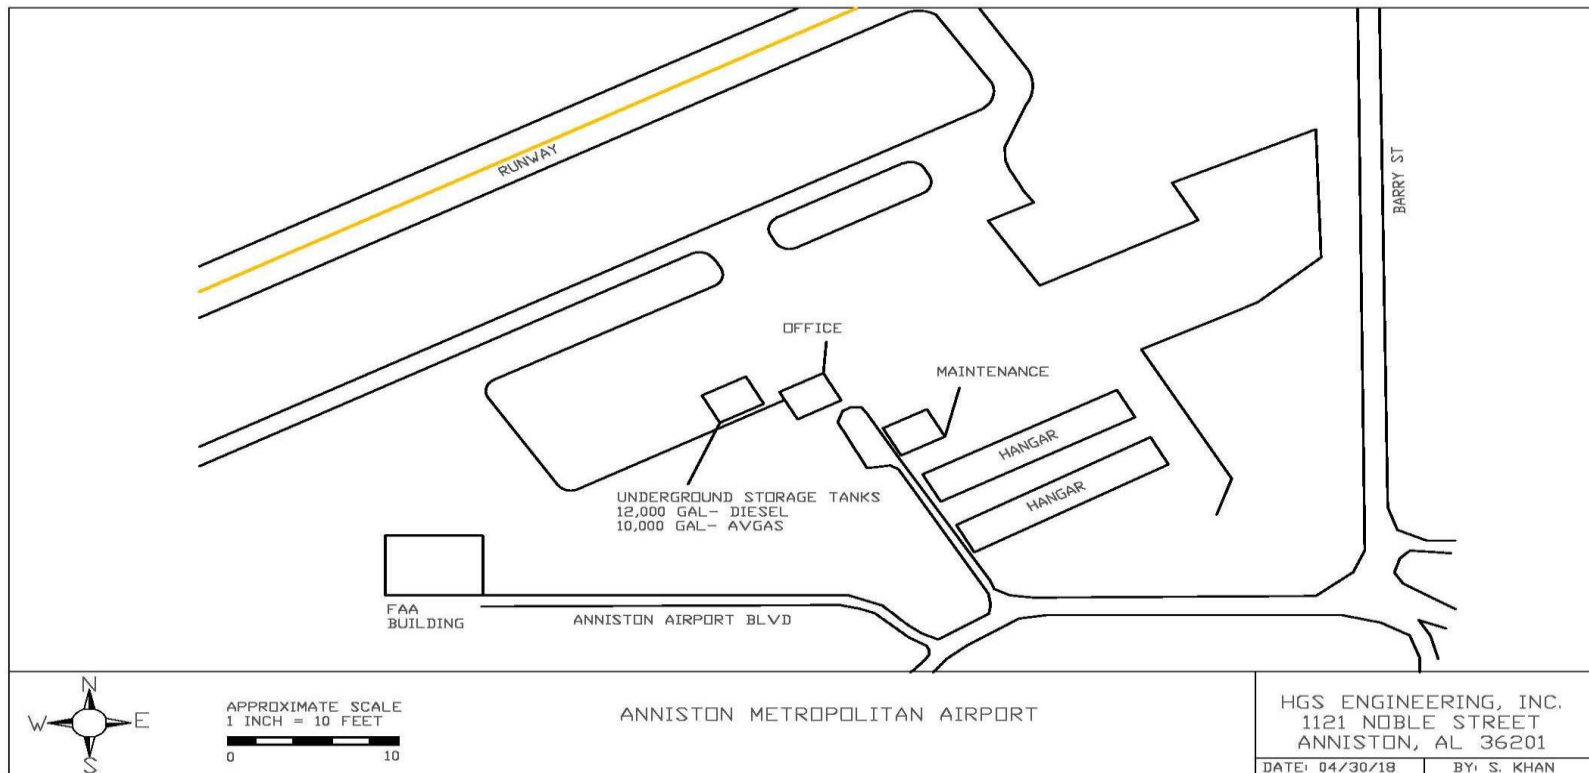 RUNWAY
BARRY ST
OFFICE
MAINTENANCE
HANGAR
HANGAR
UNDERGROUND STORAGE TANKS
12,000 GAL- DIESEL
10,000 GAL- AVGAS
FAA
BUILDING
ANNISTON AIRPORT BLVD
N
W
E
S
APPROXIMATE SCALE
1 INCH = 10 FEET
0
10
ANNISTON METROPOLITAN AIRPORT
HGS ENGINEERING, INC.
1121 NOBLE STREET
ANNISTON, AL 36201
DATE: 04/30/18
BY: S. KHAN